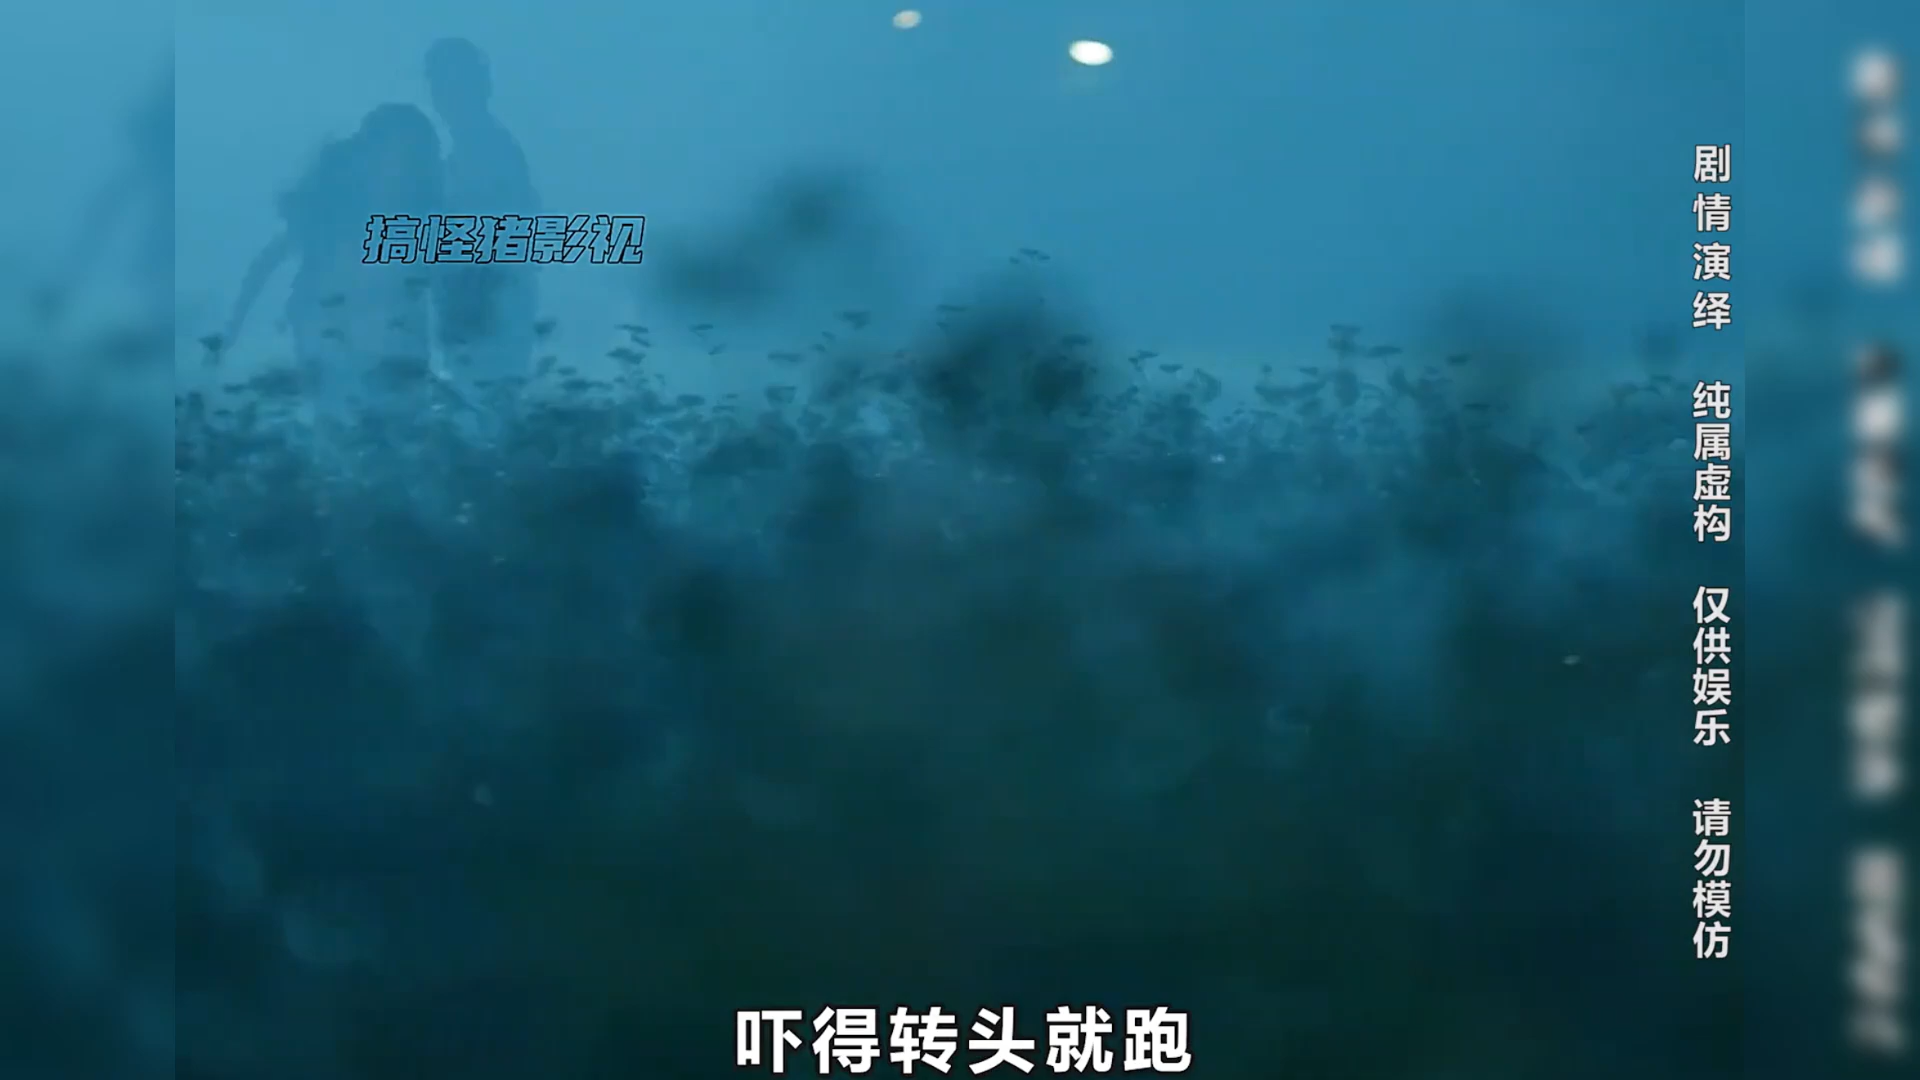 搞怪猪影视
剧情演绎 纯属虚构 仅供娱乐 请勿模仿
吓得转头就跑